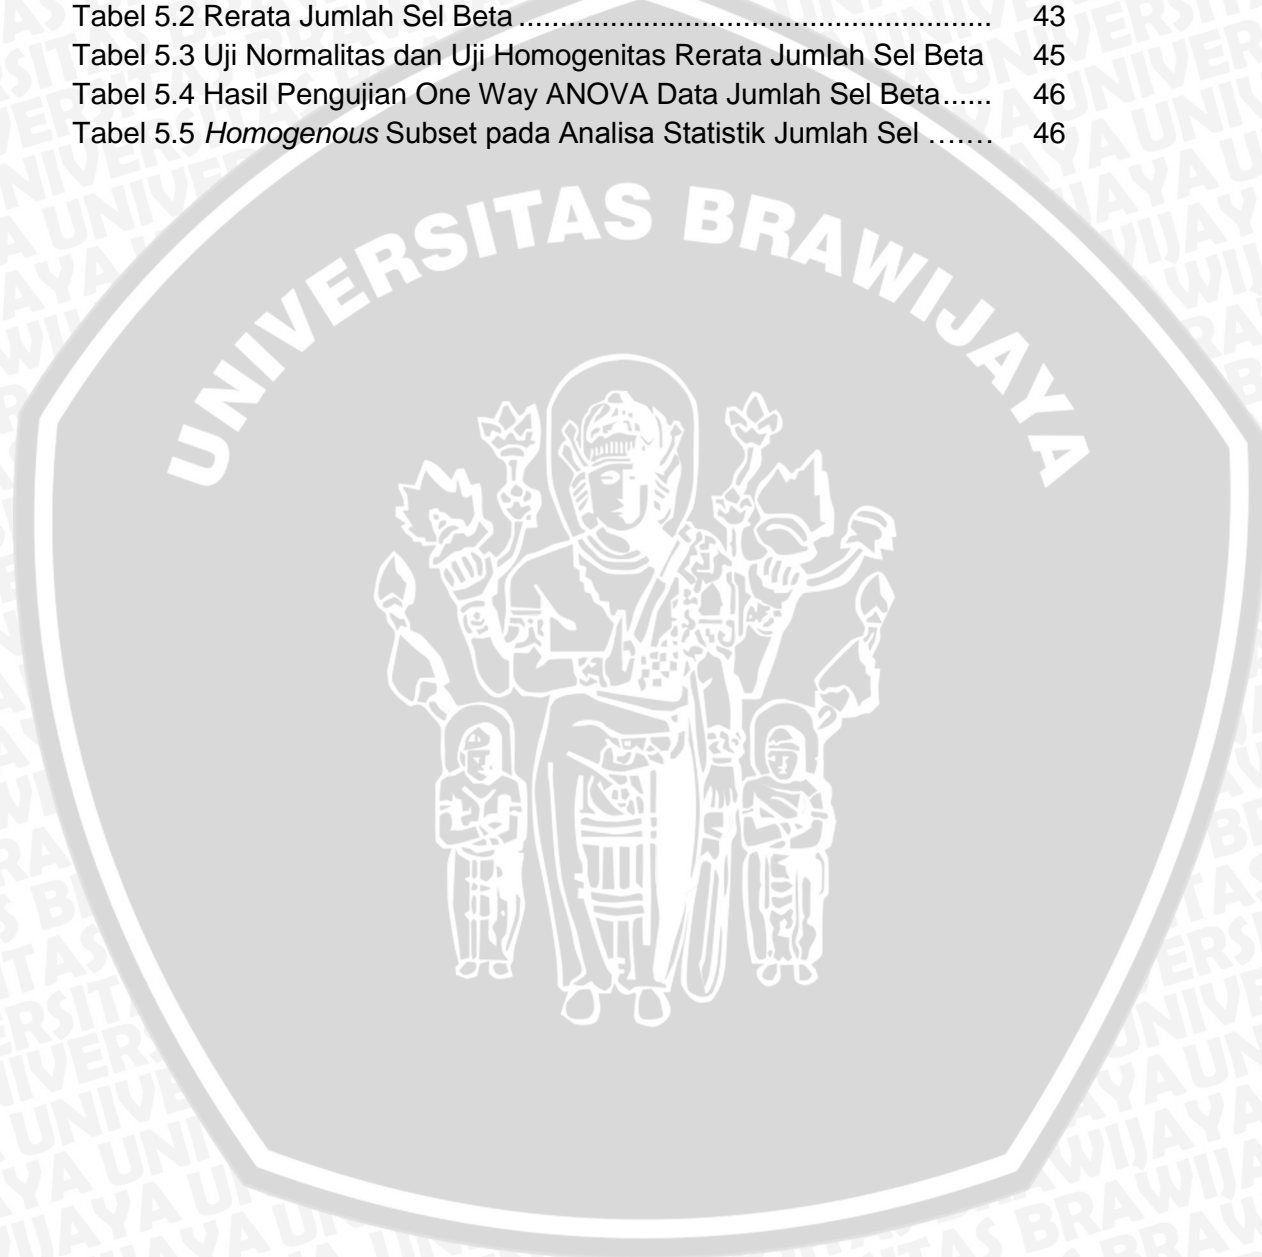 Tabel 5.2 Rerata Jumlah Sel Beta ........................................................ 43
Tabel 5.3 Uji Normalitas dan Uji Homogenitas Rerata Jumlah Sel Beta 45
Tabel 5.4 Hasil Pengujian One Way ANOVA Data Jumlah Sel Beta...... 46
Tabel 5.5 Homogenous Subset pada Analisa Statistik Jumlah Sel ....... 46
UNIVERSITAS BRAWIJAYA